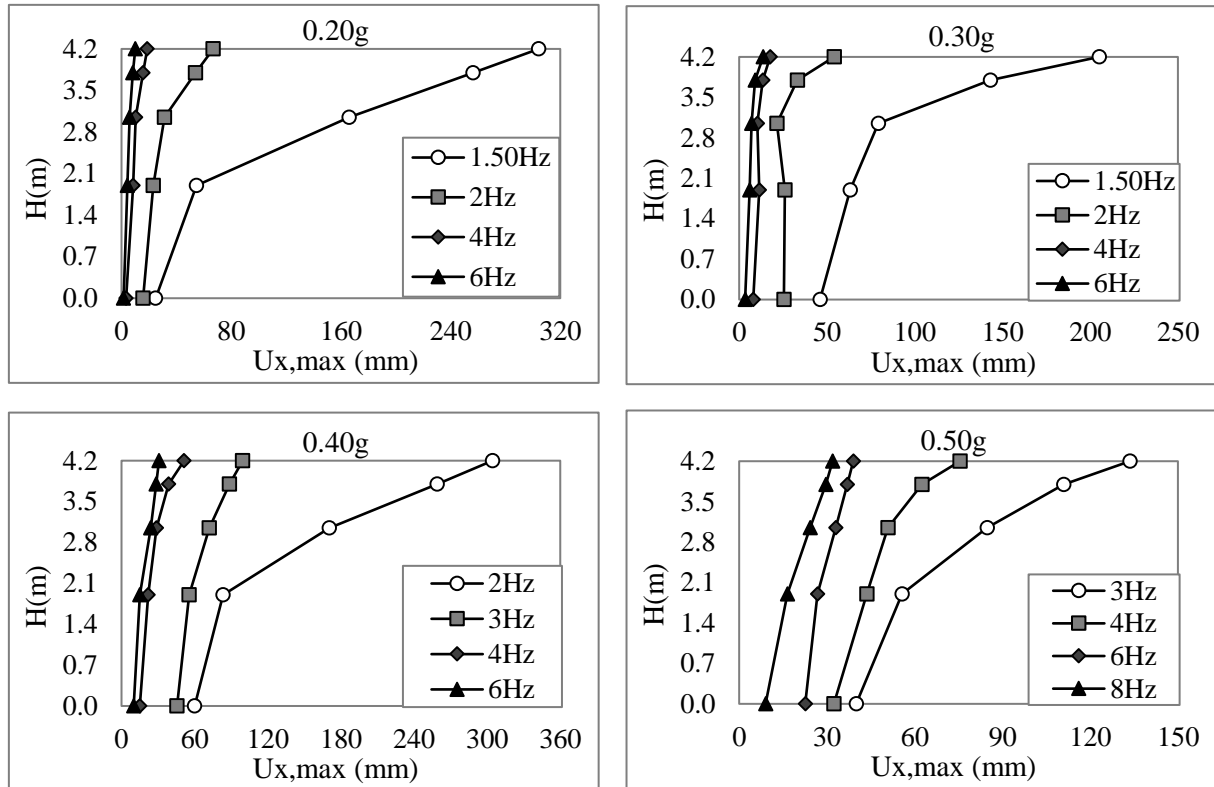 0.20g
4.2
3.5
2.8
2.1
1.4
0.7
0.0
H(m)
1.50Hz
2Hz
4Hz
6Hz
0 80 160 240 320
Ux,max (mm)
0.30g
4.2
3.5
2.8
2.1
1.4
0.7
0.0
H(m)
1.50Hz
2Hz
4Hz
6Hz
0 50 100 150 200 250
Ux,max (mm)
0.40g
4.2
3.5
2.8
2.1
1.4
0.7
0.0
H(m)
2Hz
3Hz
4Hz
6Hz
0 60 120 180 240 300 360
Ux,max (mm)
0.50g
4.2
3.5
2.8
2.1
1.4
0.7
0.0
H(m)
3Hz
4Hz
6Hz
8Hz
0 30 60 90 120 150
Ux,max (mm)